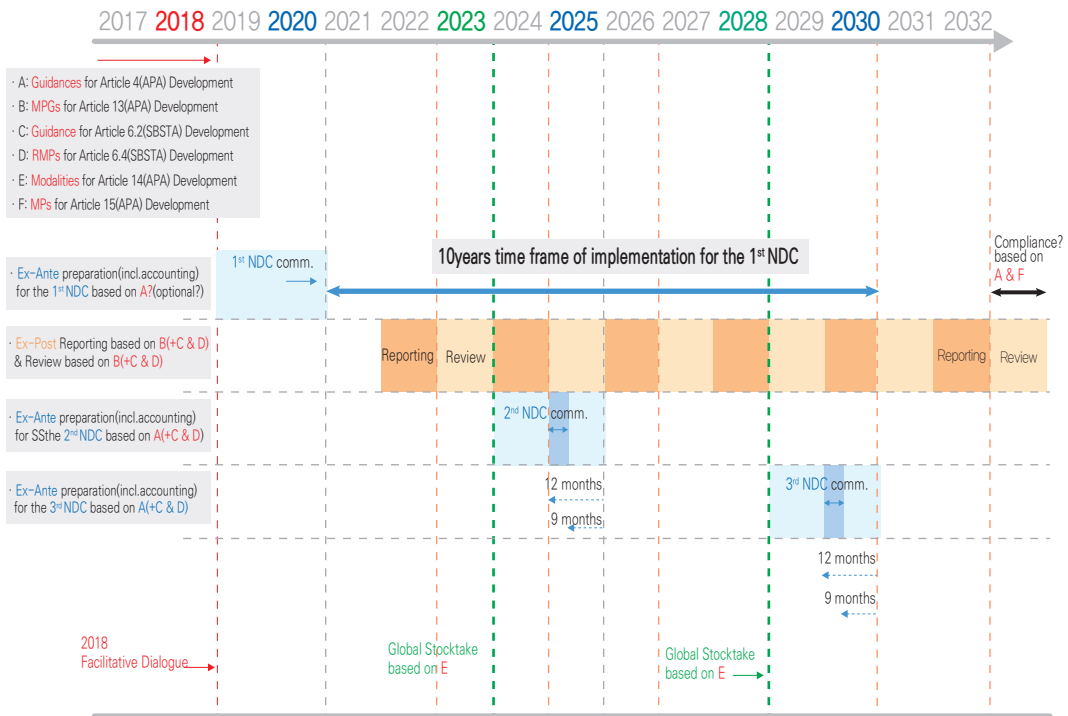 2017 2018 2019 2020 2021 2022 2023 2024 2025 2026 2027 2028 2029 2030 2031 2032
· A: Guidances for Article 4(APA) Development
· B: MPGs for Article 13(APA) Development
· C: Guidance for Article 6.2(SBSTA) Development
· D: RMPs for Article 6.4(SBSTA) Development
· E: Modalities for Article 14(APA) Development
· F: MPs for Article 15(APA) Development
· Ex-Ante preparation(incl.accounting)
for the 1st NDC based on A?(optional?)
1st NDC comm.
10years time frame of implementation for the 1st NDC
Compliance?
based on
A & F
· Ex-Post Reporting based on B(+C & D)
& Review based on B(+C & D)
Reporting
Review
Reporting
Review
· Ex-Ante preparation(incl.accounting)
for SSthe 2nd NDC based on A(+C & D)
2nd NDC comm.
12 months
9 months
· Ex-Ante preparation(incl.accounting)
for the 3rd NDC based on A(+C & D)
3rd NDC comm.
12 months
9 months
2018
Facilitative Dialogue
Global Stocktake
based on E
Global Stocktake
based on E